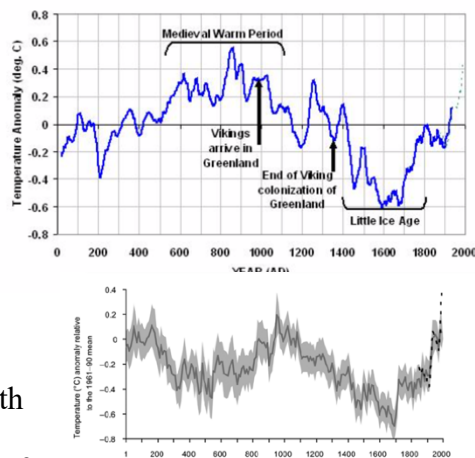 0.8
Medieval Warm Period
0.6
0.4
0.2
0
-0.2
-0.4
-0.6
-0.8
Temperature Anomaly (deg. C)
Vikings
arrive in
Greenland
End of Viking
colonization of
Greenland
Little Ice Age
0 200 400 600 800 1000 1200 1400 1600 1800 2000
YEAR (AD)
0.4
0.2
0
−0.2
−0.4
−0.6
−0.8
Temperature (°C) anomaly relative
to the 1961–90 mean
1 200 400 600 800 1000 1200 1400 1600 1800 2000
th